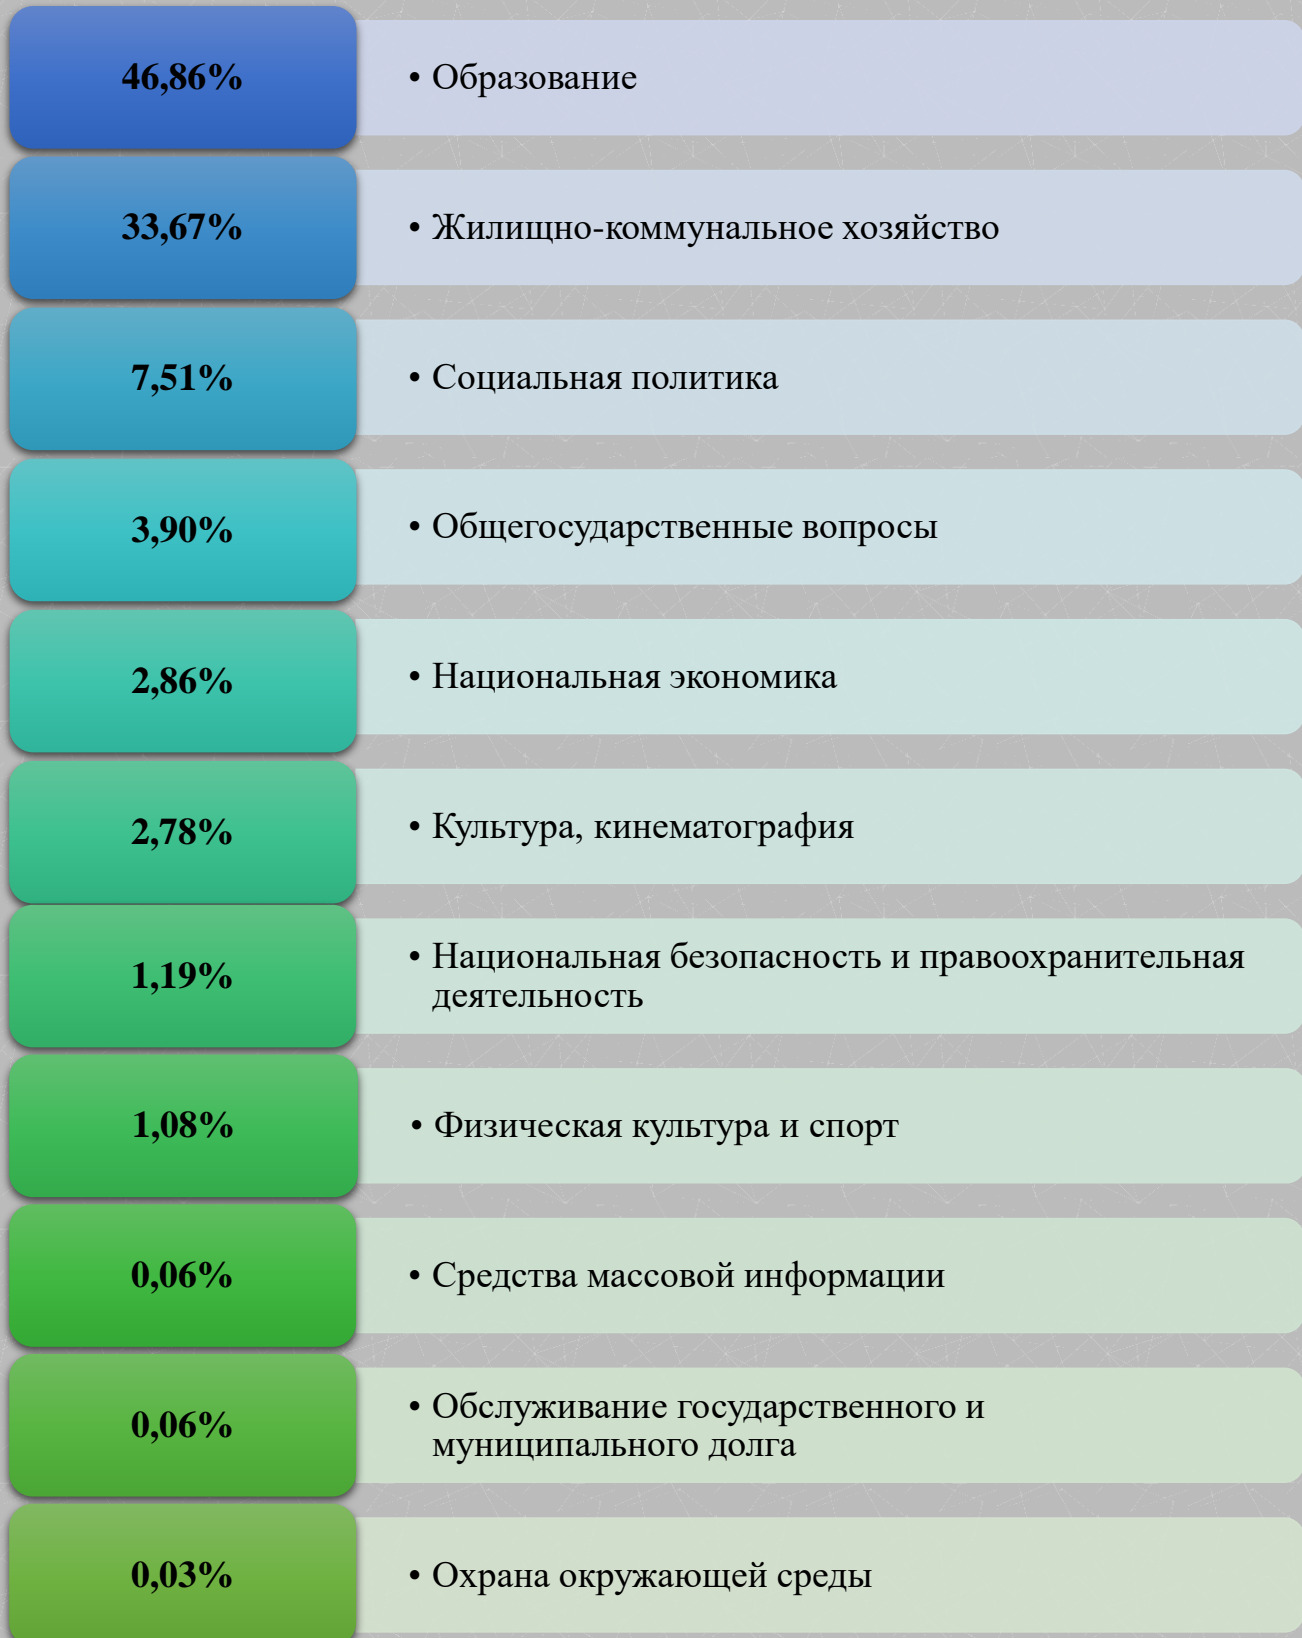 46,86%
• Образование
33,67%
• Жилищно-коммунальное хозяйство
7,51%
• Социальная политика
3,90%
• Общегосударственные вопросы
2,86%
• Национальная экономика
2,78%
• Культура, кинематография
1,19%
• Национальная безопасность и правоохранительная
деятельность
1,08%
• Физическая культура и спорт
0,06%
• Средства массовой информации
0,06%
• Обслуживание государственного и
муниципального долга
0,03%
• Охрана окружающей среды